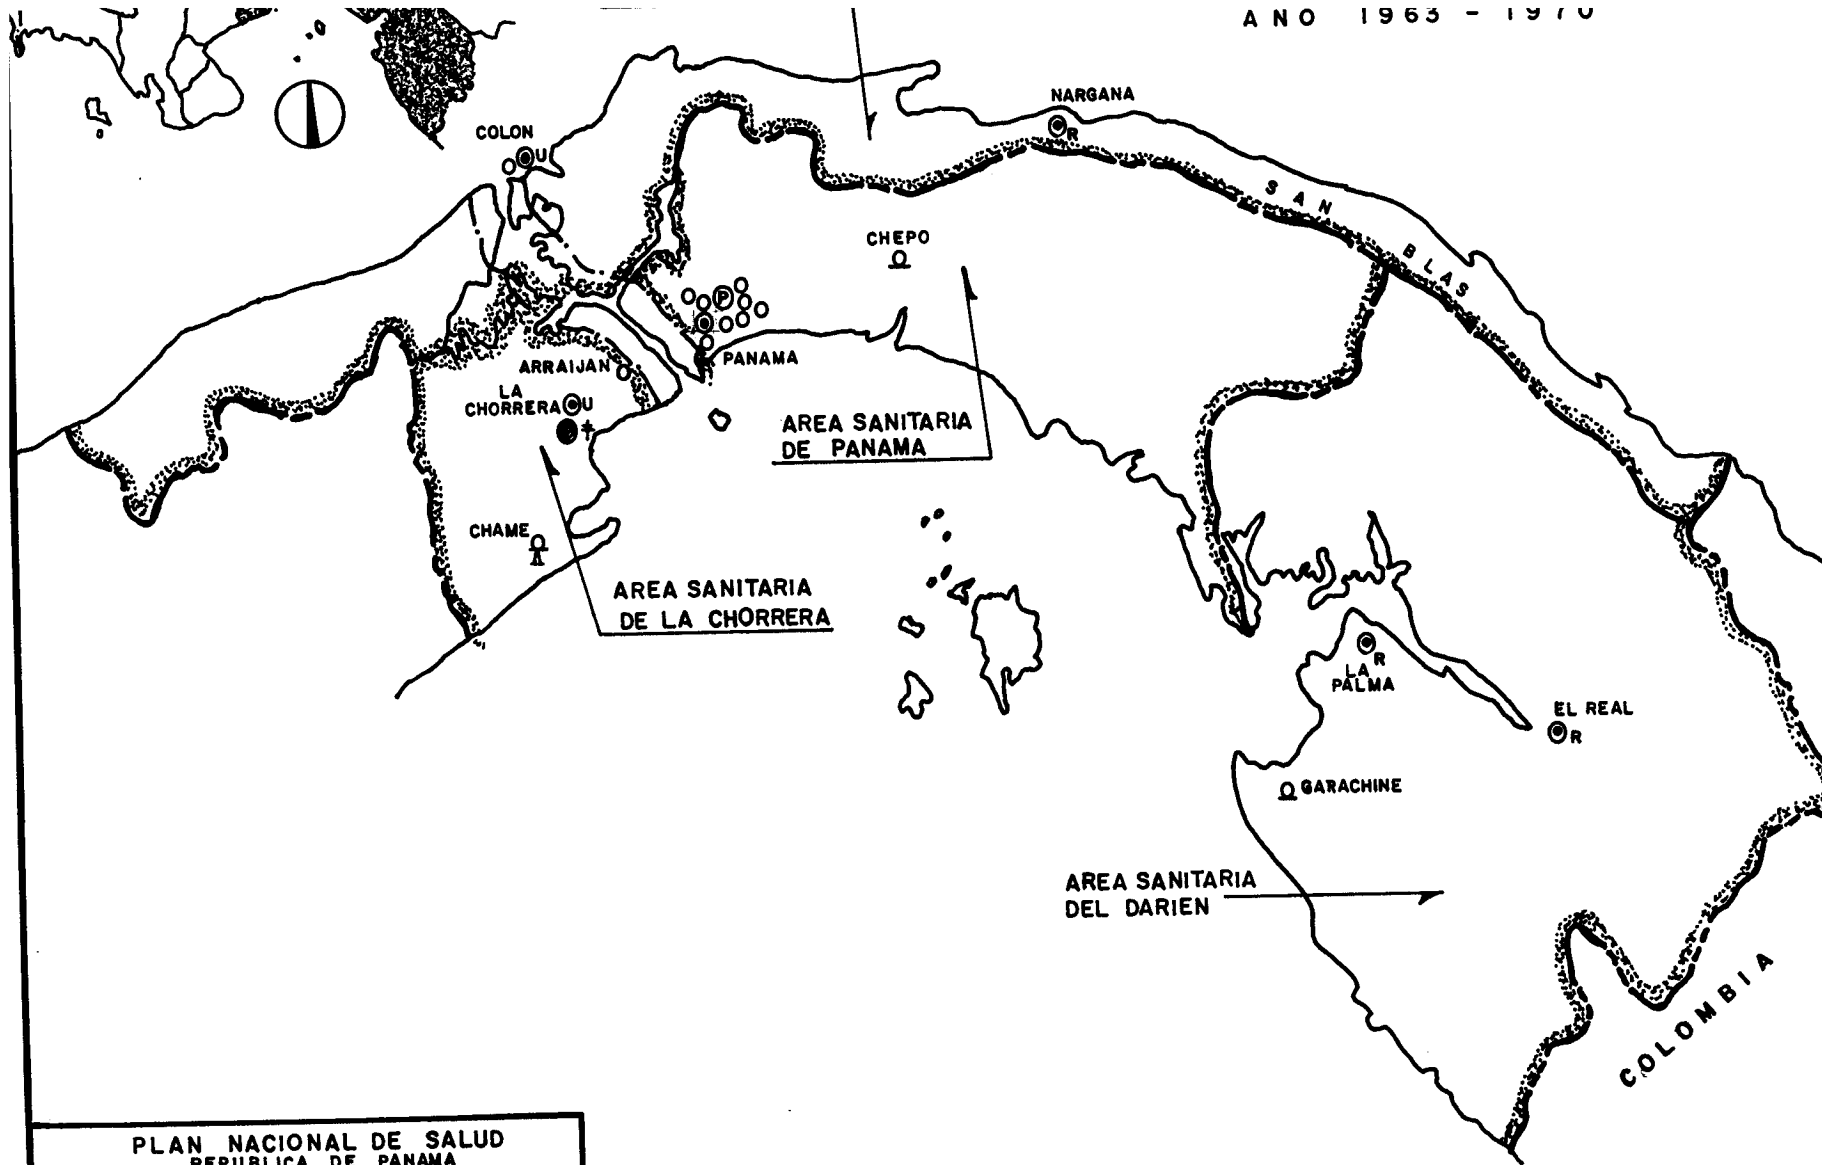 ANO 1963 - 1970
NARGANA
R
COLON
U
SAN
BLAS
CHEPO
P
PANAMA
ARRAIJAN
LA
CHORRERA U
AREA SANITARIA
DE PANAMA
CHAME
AREA SANITARIA
DE LA CHORRERA
R
LA
PALMA
EL REAL
R
GARACHINE
AREA SANITARIA
DEL DARIEN
COLOMBIA
PLAN NACIONAL DE SALUD
REPUBLICA DE PANAMA